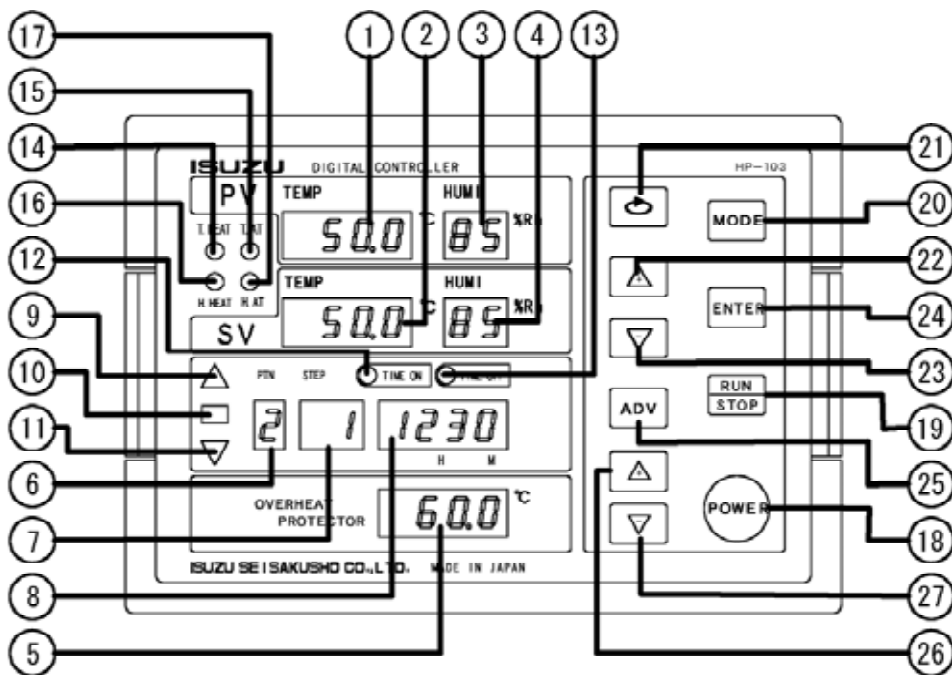 17 1 2 3 4 13
15
14 21
16 20
12 22
9 24
10 23
11 19
6 25
7 18
8 27
5 26
ISUZU DIGITAL CONTROLLER HP-103
PV TEMP HUMI
50.0 °C 85 %Rh
T.HEAT T.AT
H.HEAT H.AT
SV TEMP HUMI
50.0 °C 85 %Rh
PTN STEP TIME ON TIME OFF
2 1 1230
H M
OVERHEAT
PROTECTOR
60.0 °C
ISUZU SEISAKUSHO CO.,LTD. MADE IN JAPAN
MODE
ENTER
RUN
STOP
ADV
POWER